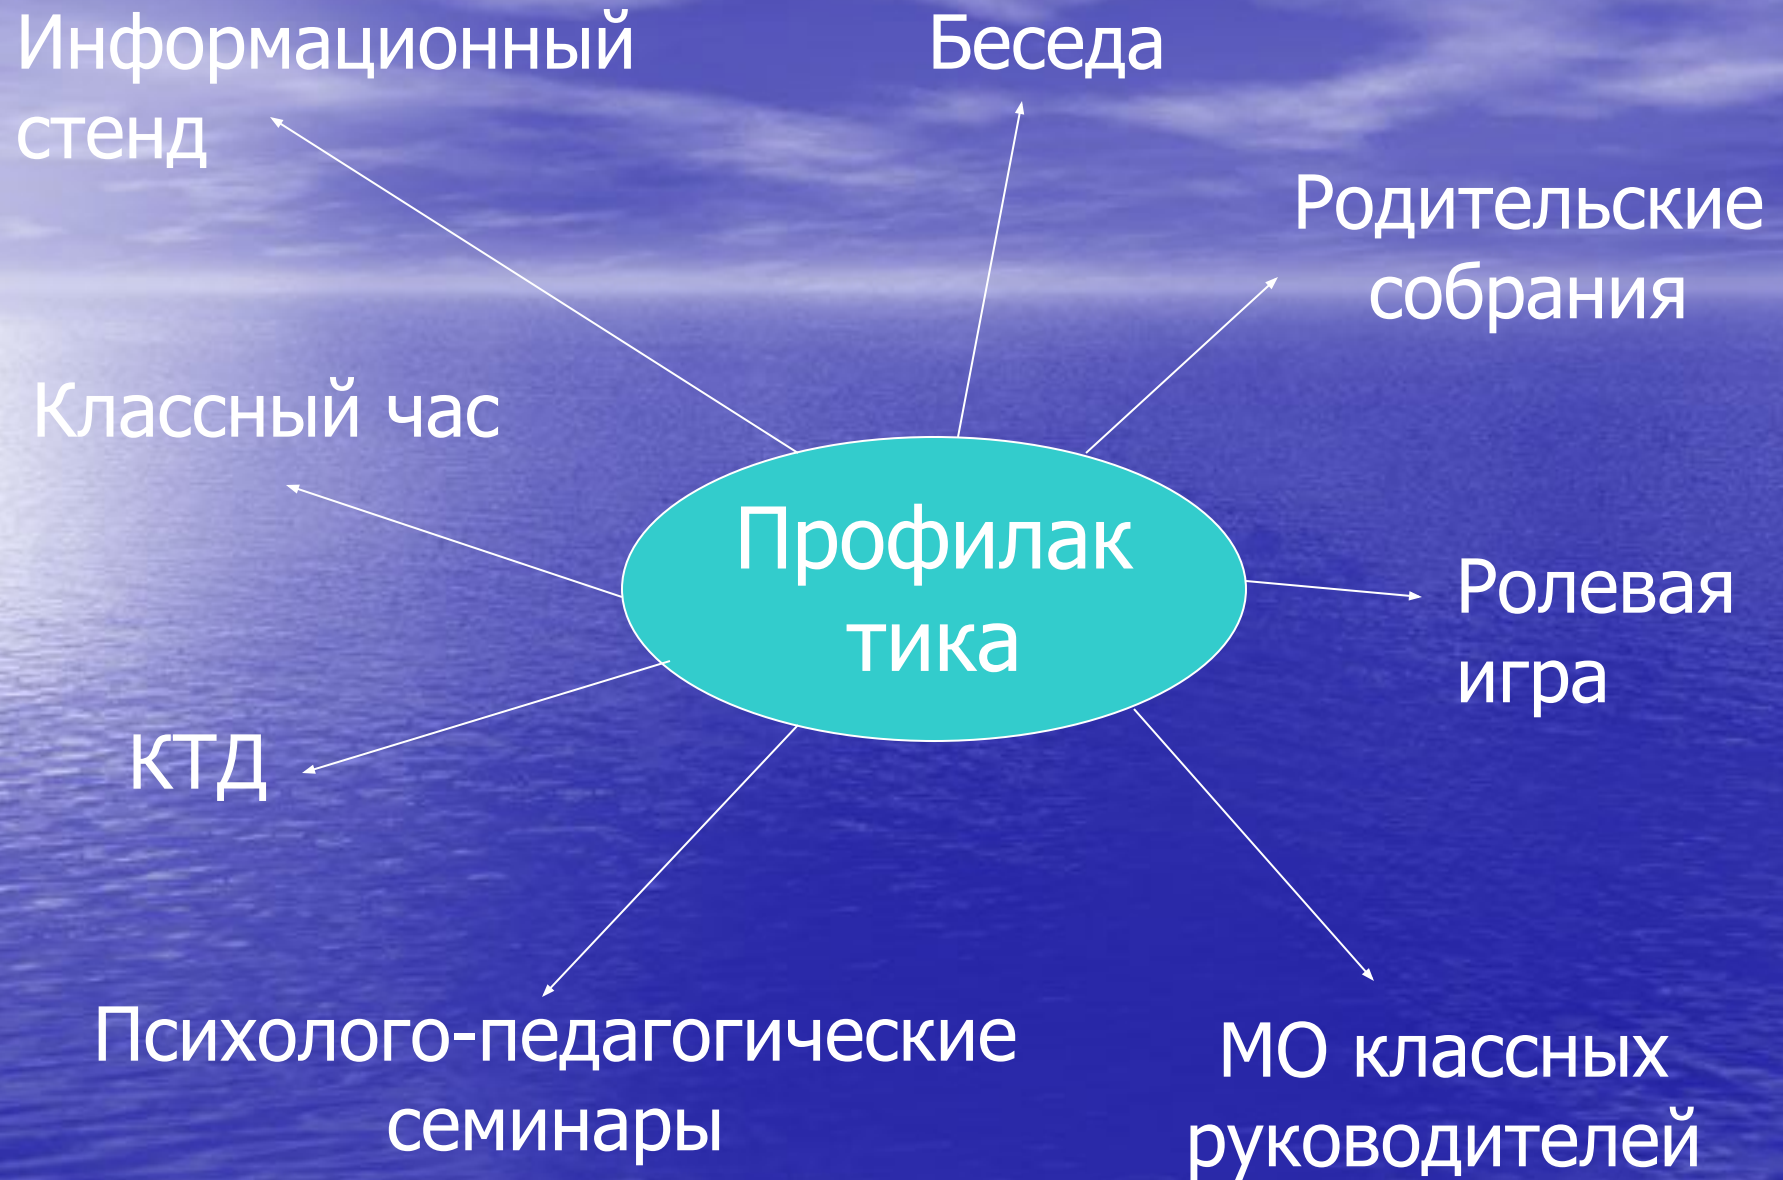 Информационный
стенд
Беседа
Родительские
собрания
Классный час
Профилак
тика
Ролевая
игра
КТД
Психолого-педагогические
семинары
МО классных
руководителей